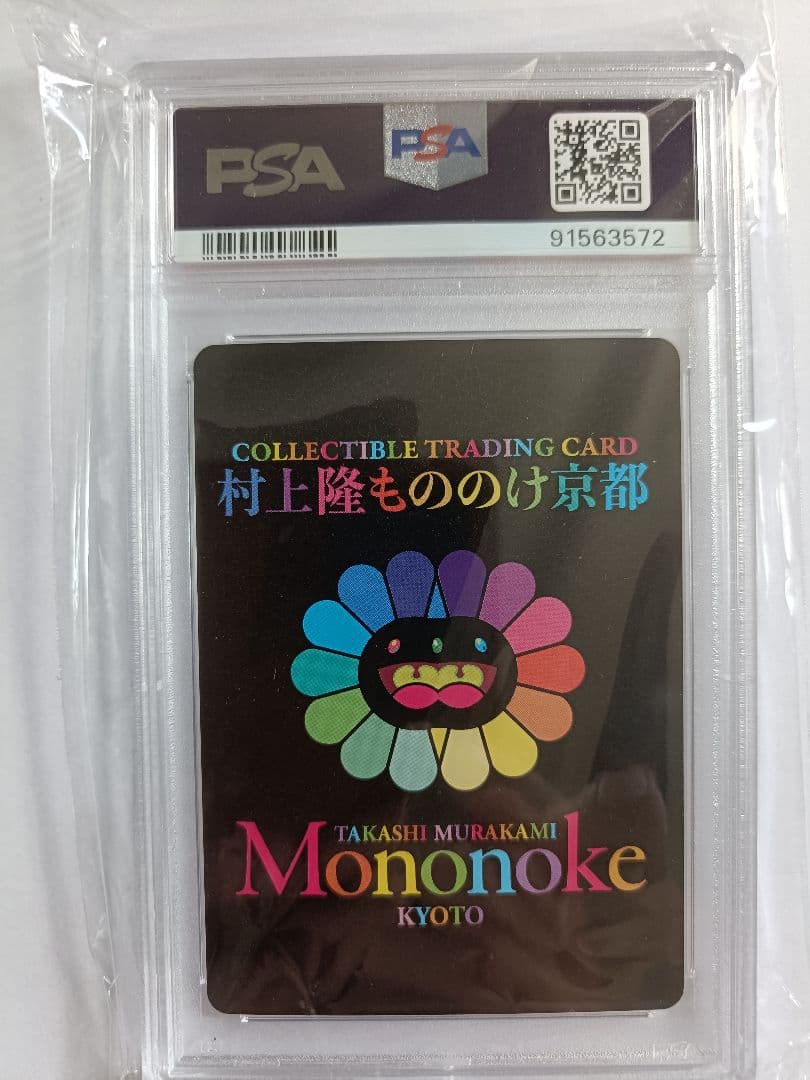 PSA
PSA
91563572
COLLECTIBLE TRADING CARD
村上隆もののけ京都
TAKASHI MURAKAMI
Mononoke
KYOTO